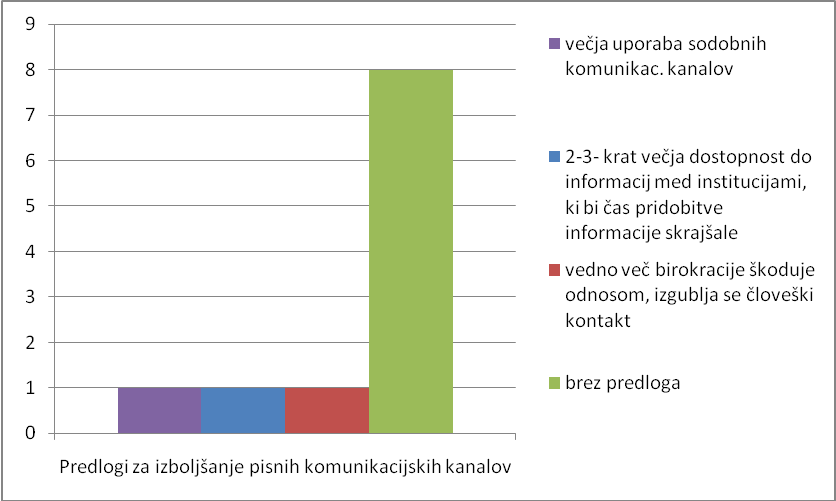 9
8
7
6
5
4
3
2
1
0
Predlogi za izboljšanje pisnih komunikacijskih kanalov
večja uporaba sodobnih
komunikac. kanalov
2-3- krat večja dostopnost do
informacij med institucijami,
ki bi čas pridobitve
informacije skrajšale
vedno več birokracije škoduje
odnosom, izgublja se človeški
kontakt
brez predloga